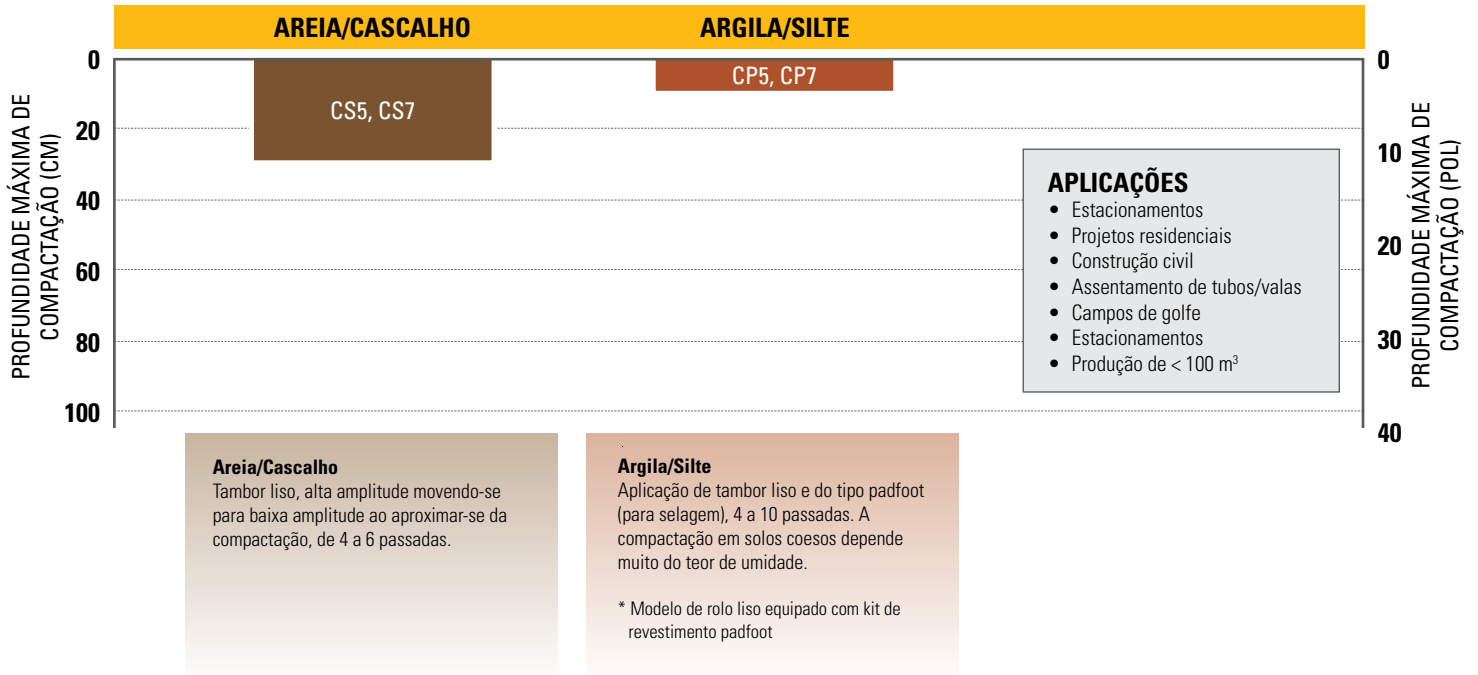 AREIA/CASCALHO
ARGILA/SILTE
PROFUNDIDADE MÁXIMA DE
COMPACTAÇÃO (CM)
0
20
40
60
80
100
CS5, CS7
CP5, CP7
APLICAÇÕES
• Estacionamentos
• Projetos residenciais
• Construção civil
• Assentamento de tubos/valas
• Campos de golfe
• Estacionamentos
• Produção de < 100 m³
0
10
20
30
40
PROFUNDIDADE MÁXIMA DE
COMPACTAÇÃO (POL)
Areia/Cascalho
Tambor liso, alta amplitude movendo-se
para baixa amplitude ao aproximar-se da
compactação, de 4 a 6 passadas.
Argila/Silte
Aplicação de tambor liso e do tipo padfoot
(para selagem), 4 a 10 passadas. A
compactação em solos coesos depende
muito do teor de umidade.
* Modelo de rolo liso equipado com kit de
revestimento padfoot